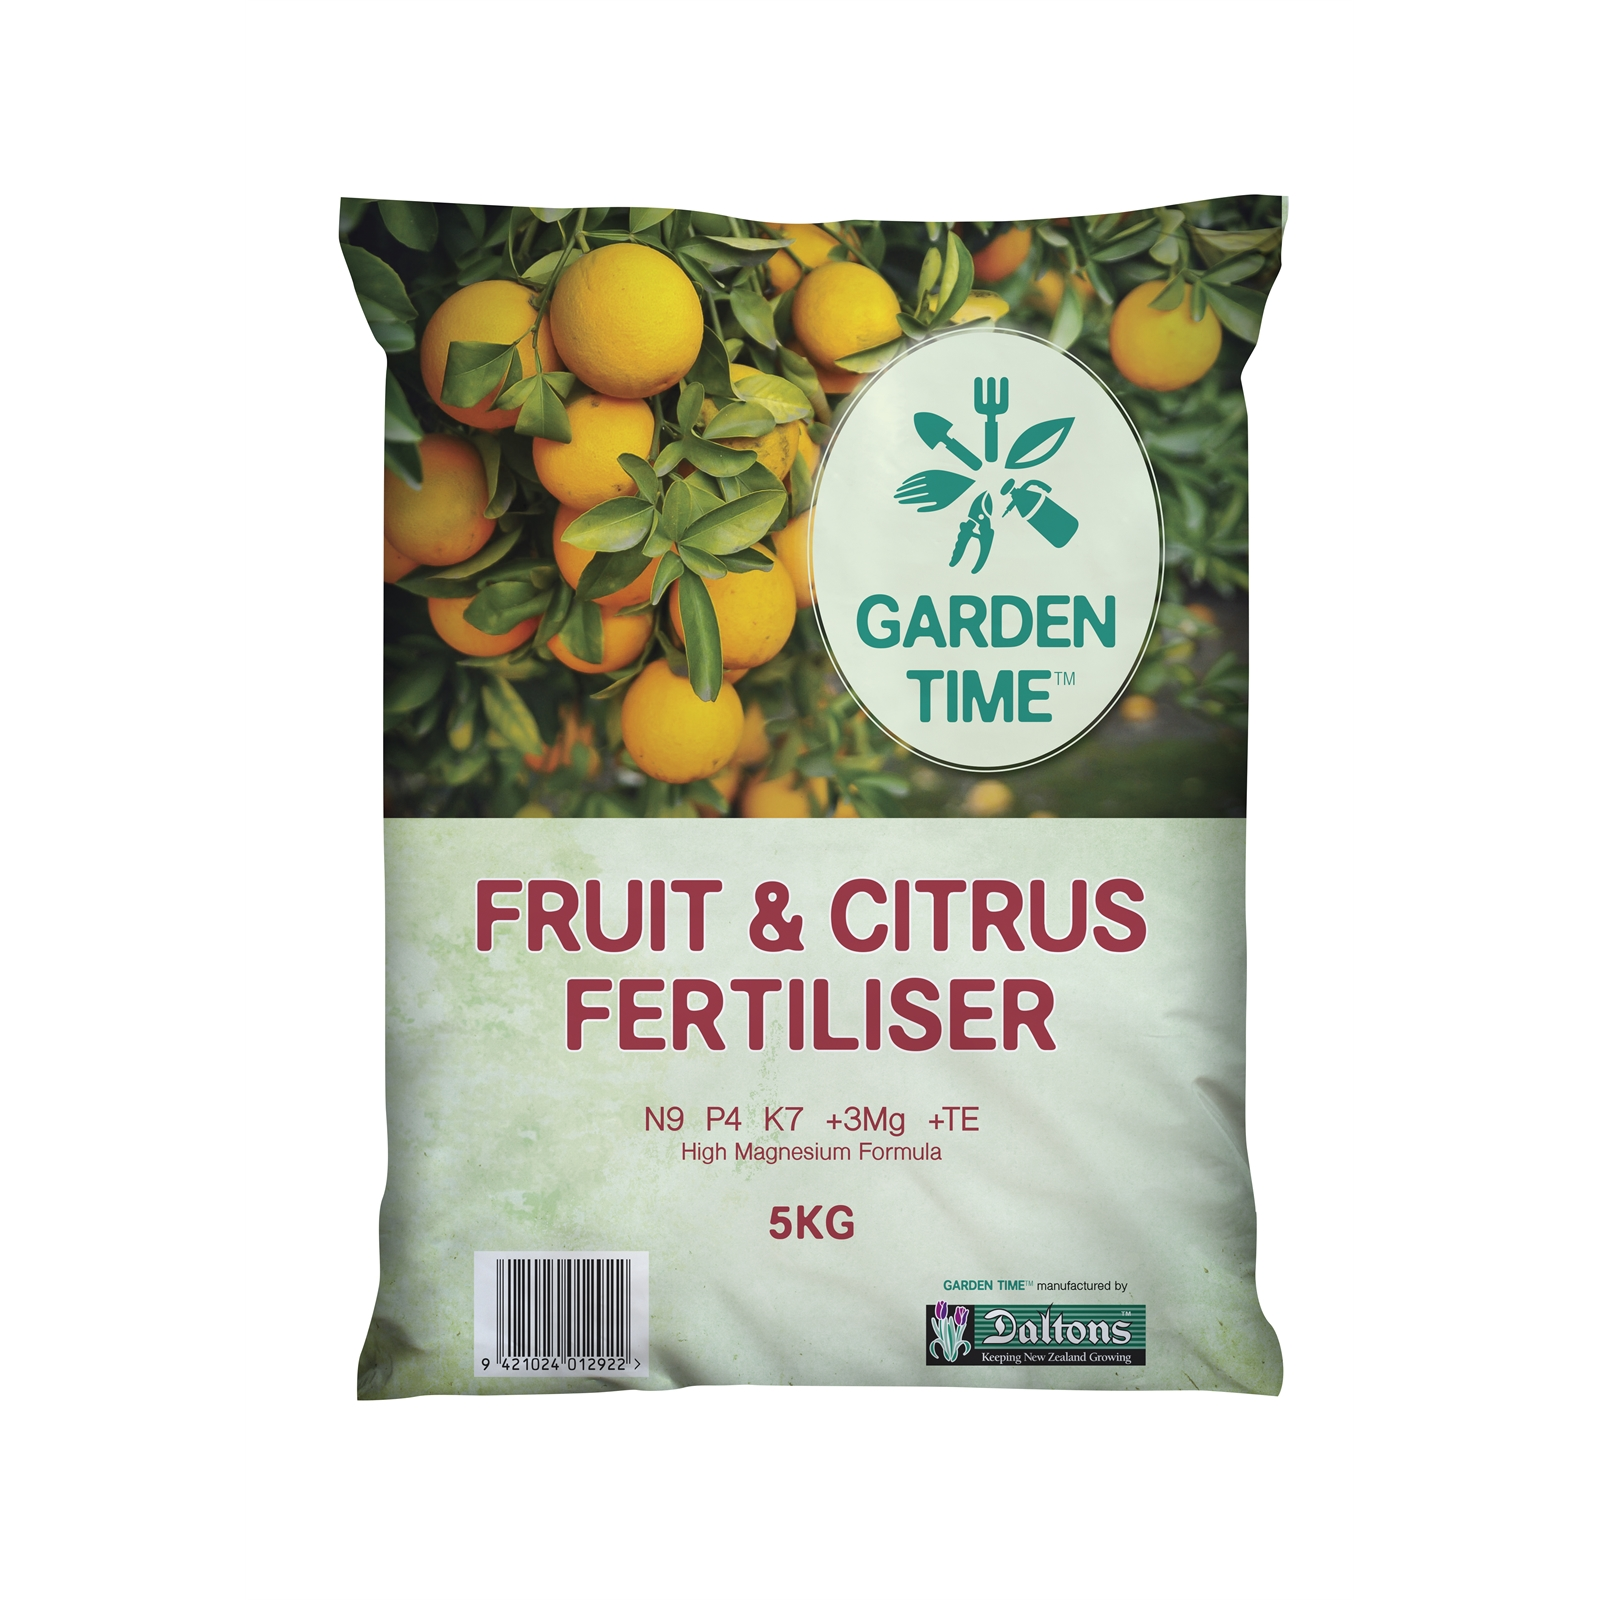 GARDEN
TIME™
FRUIT & CITRUS
FERTILISER
N9 P4 K7 +3Mg +TE
High Magnesium Formula
5KG
9 421024 012922 >
GARDEN TIME™ manufactured by
Daltons™
Keeping New Zealand Growing